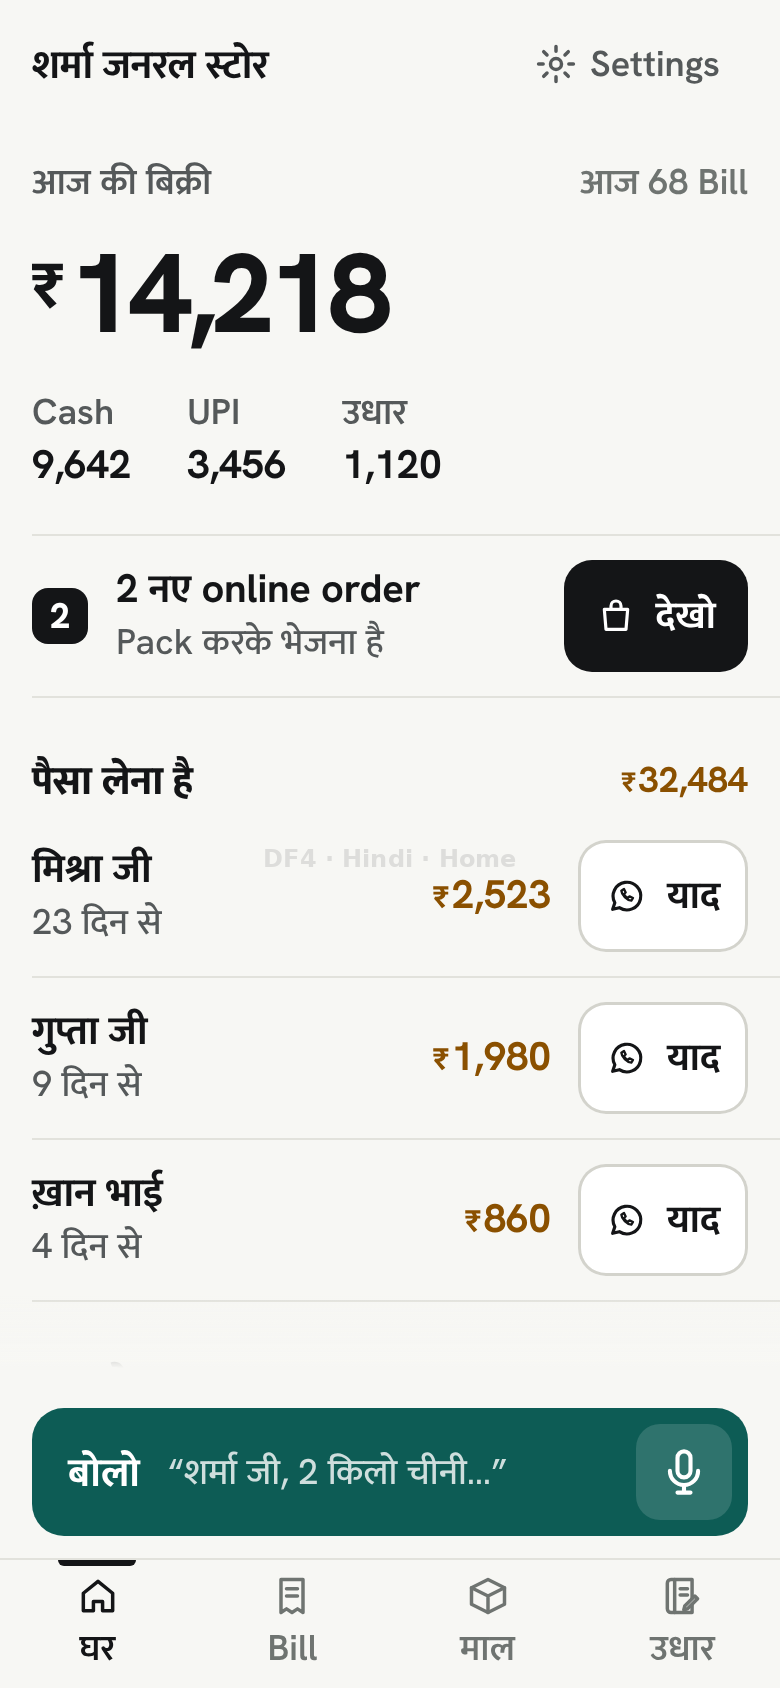 शर्मा जनरल स्टोर
Settings
आज की बिक्री
आज 68 Bill
₹14,218
Cash UPI उधार
9,642 3,456 1,120
2
2 नए online order
Pack करके भेजना है
देखो
पैसा लेना है
₹32,484
DF4 · Hindi · Home
मिश्रा जी
23 दिन से
₹2,523
याद
गुप्ता जी
9 दिन से
₹1,980
याद
ख़ान भाई
4 दिन से
₹860
याद
बोलो “शर्मा जी, 2 किलो चीनी...”
घर Bill माल उधार